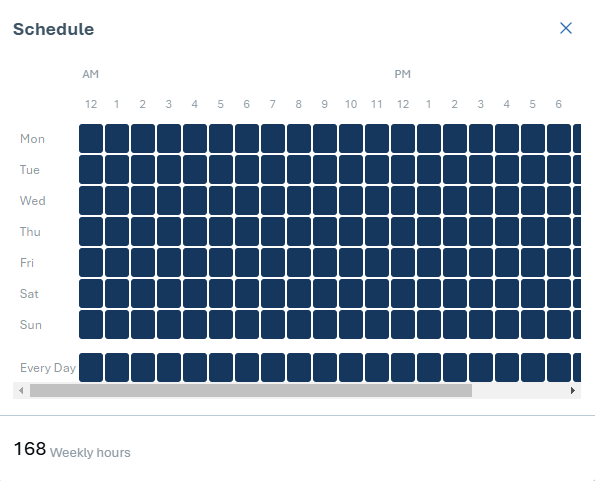 Schedule
AM PM
12 1 2 3 4 5 6 7 8 9 10 11 12 1 2 3 4 5 6
Mon
Tue
Wed
Thu
Fri
Sat
Sun
Every Day
168 Weekly hours